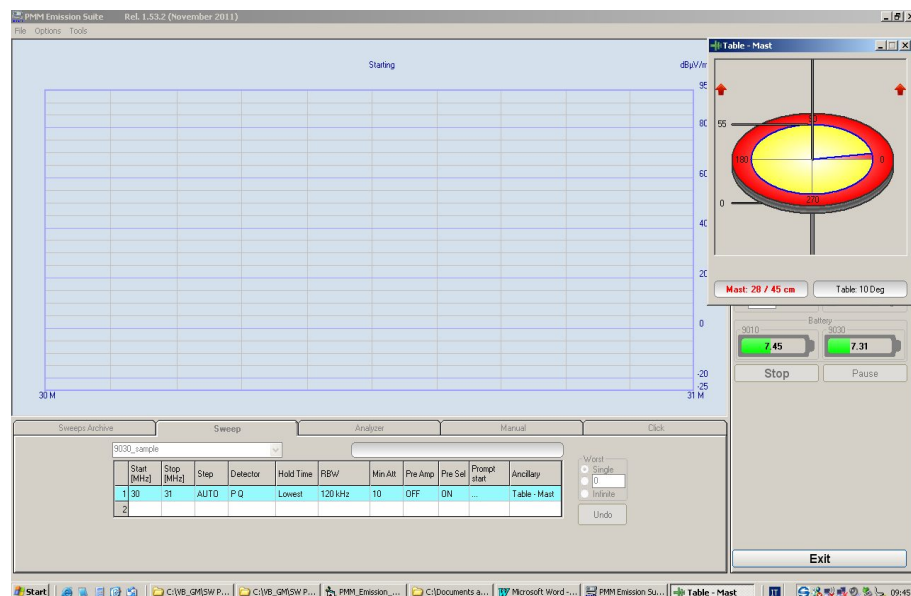 PMM Emission Suite Rel. 1.53.2 (November 2011)
File Options Tools
Starting
dBµV/m
95
80
60
40
20
0
-20
-25
30 M
31 M
Table - Mast
55
0
90
180
0
270
Mast: 28 / 45 cm
Table: 10 Deg
Battery
9010
9030
7.45
7.31
Stop
Pause
Sweeps Archive
Sweep
Analyzer
Manual
Click
9030_sample
Start [MHz] Stop [MHz] Step Detector Hold Time RBW Min Att Pre Amp Pre Sel Prompt start Ancillary
1 30 31 AUTO P Q Lowest 120 kHz 10 OFF ON ... Table - Mast
2
Worst
Single
0
Infinite
Undo
Exit
Start
C:\VB_GM\SW P...
C:\VB_GM\SW P...
PMM_Emission_...
C:\Documents a...
Microsoft Word -...
PMM Emission Su...
Table - Mast
IT
09:45